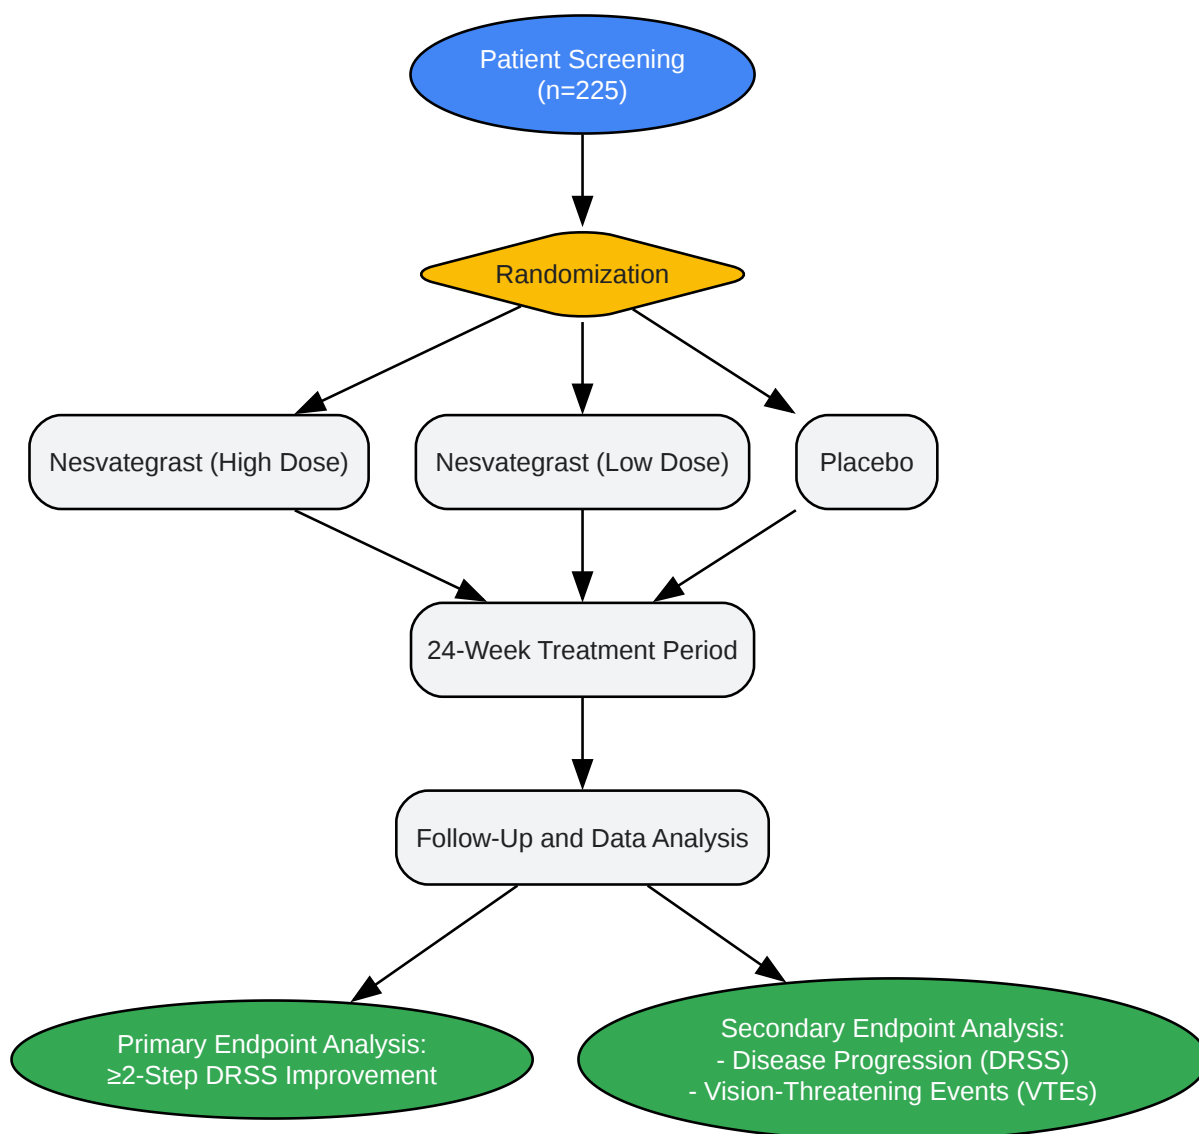 Patient Screening
(n=225)
Randomization
Nesvategrast (High Dose)
Nesvategrast (Low Dose)
Placebo
24-Week Treatment Period
Follow-Up and Data Analysis
Primary Endpoint Analysis:
≥2-Step DRSS Improvement
Secondary Endpoint Analysis:
- Disease Progression (DRSS)
- Vision-Threatening Events (VTEs)